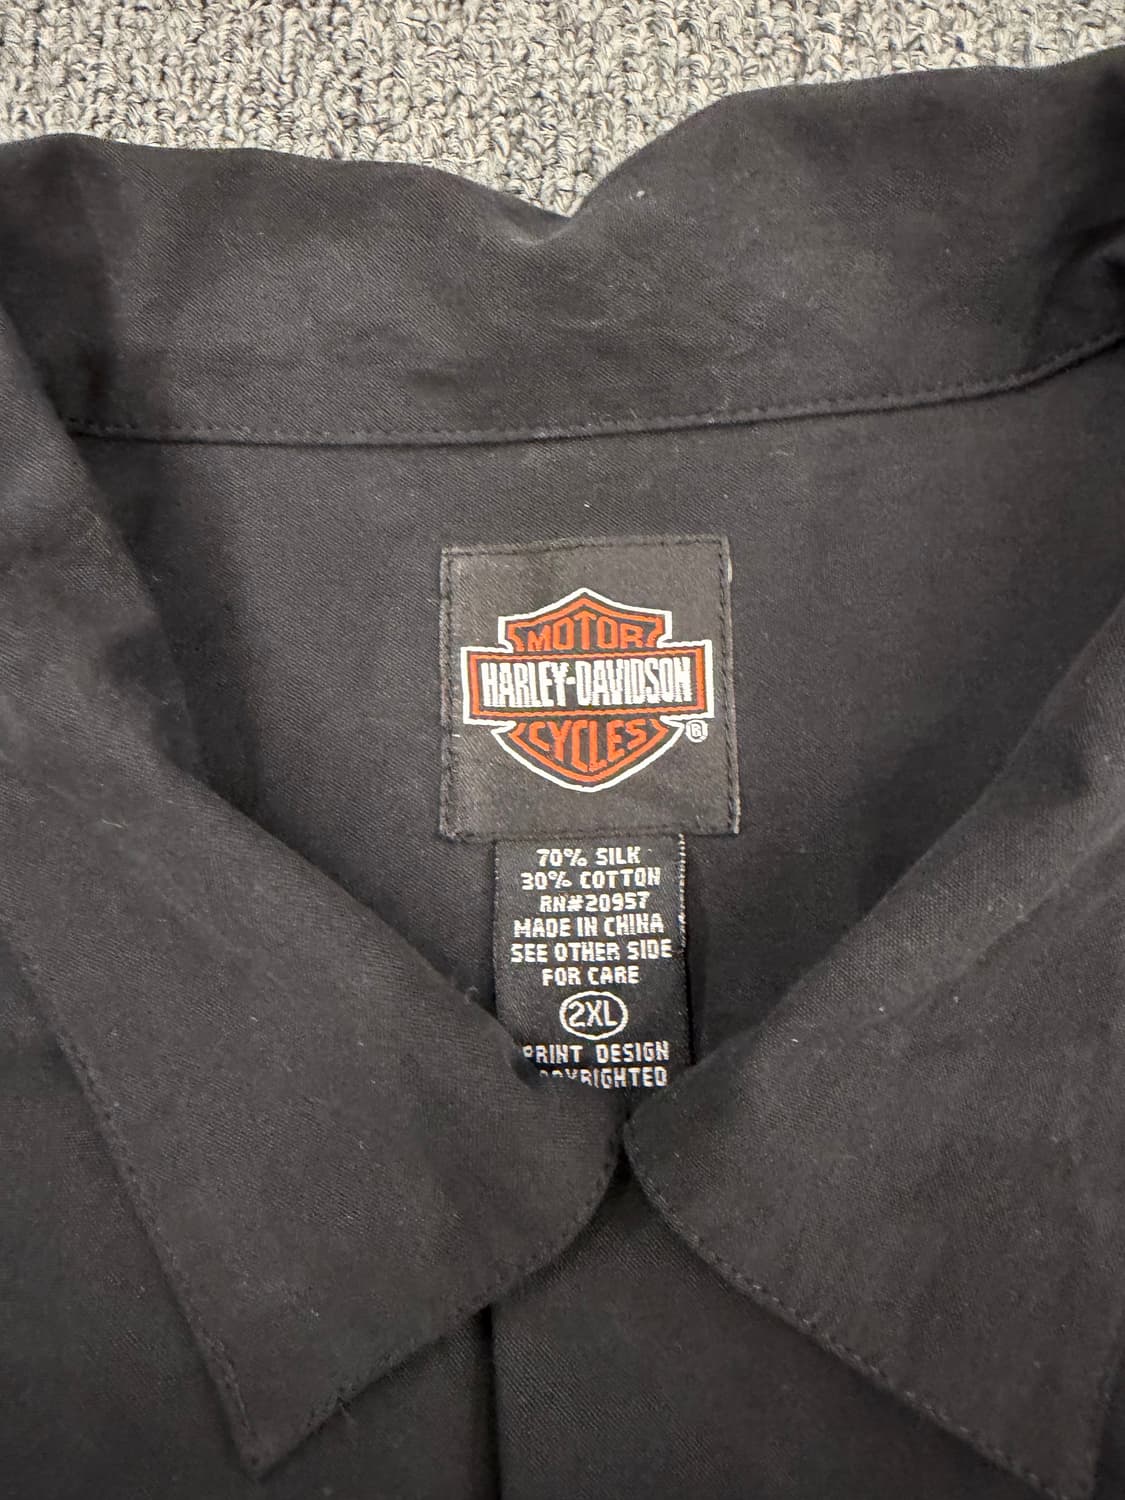 MOTOR
HARLEY-DAVIDSON
CYCLES
®
70% SILK
30% COTTON
RN#20957
MADE IN CHINA
SEE OTHER SIDE
FOR CARE
2XL
PRINT DESIGN